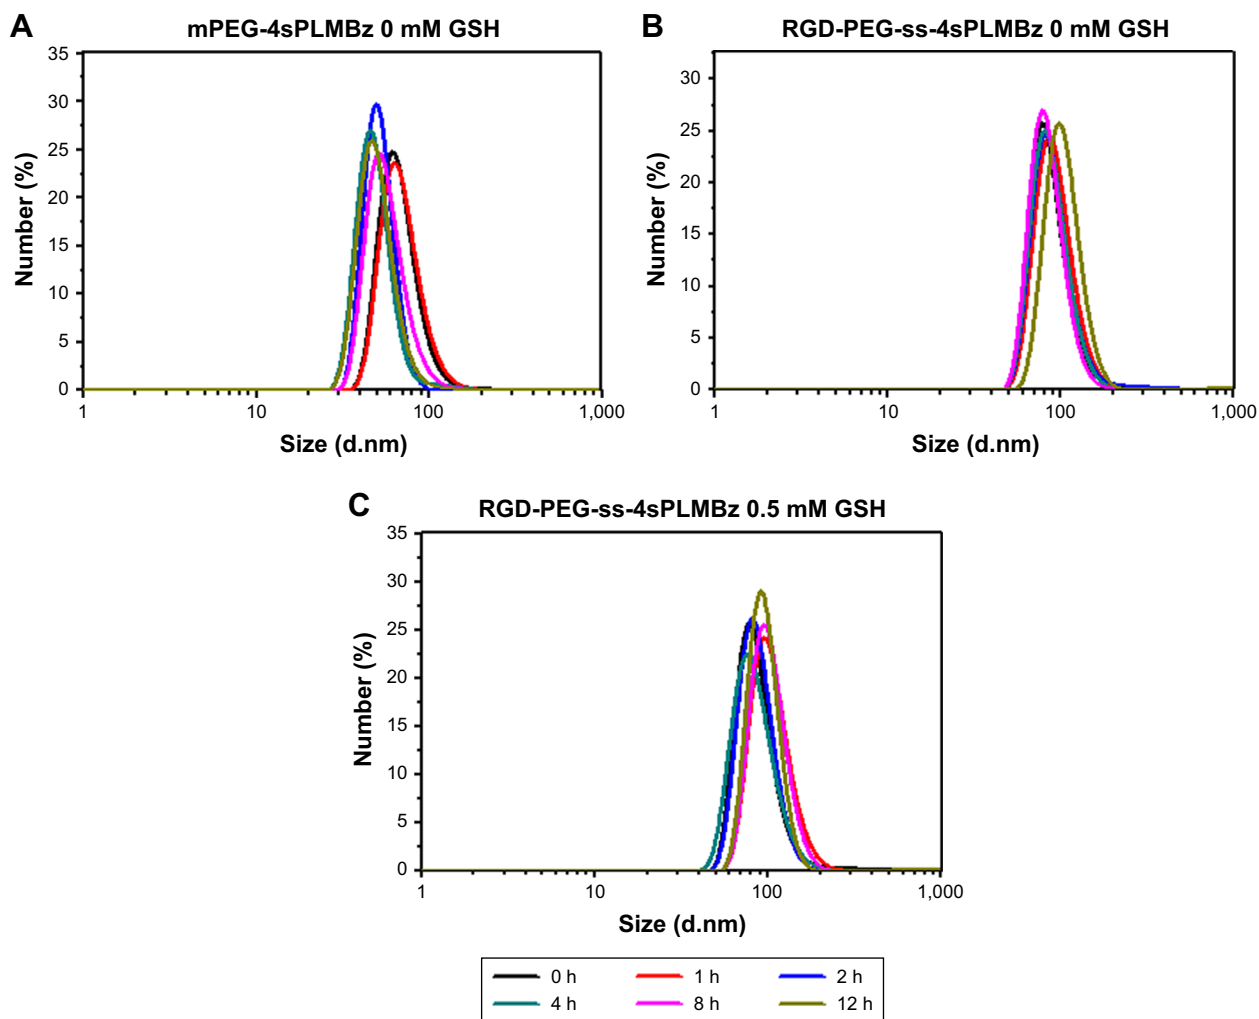 A
mPEG-4sPLMBz 0 mM GSH
35
30
25
20
15
10
5
0
Number (%)
1
10
100
1,000
Size (d.nm)
B
RGD-PEG-ss-4sPLMBz 0 mM GSH
30
25
20
15
10
5
0
Number (%)
1
10
100
1,000
Size (d.nm)
C
RGD-PEG-ss-4sPLMBz 0.5 mM GSH
35
30
25
20
15
10
5
0
Number (%)
1
10
100
1,000
Size (d.nm)
0 h
1 h
2 h
4 h
8 h
12 h